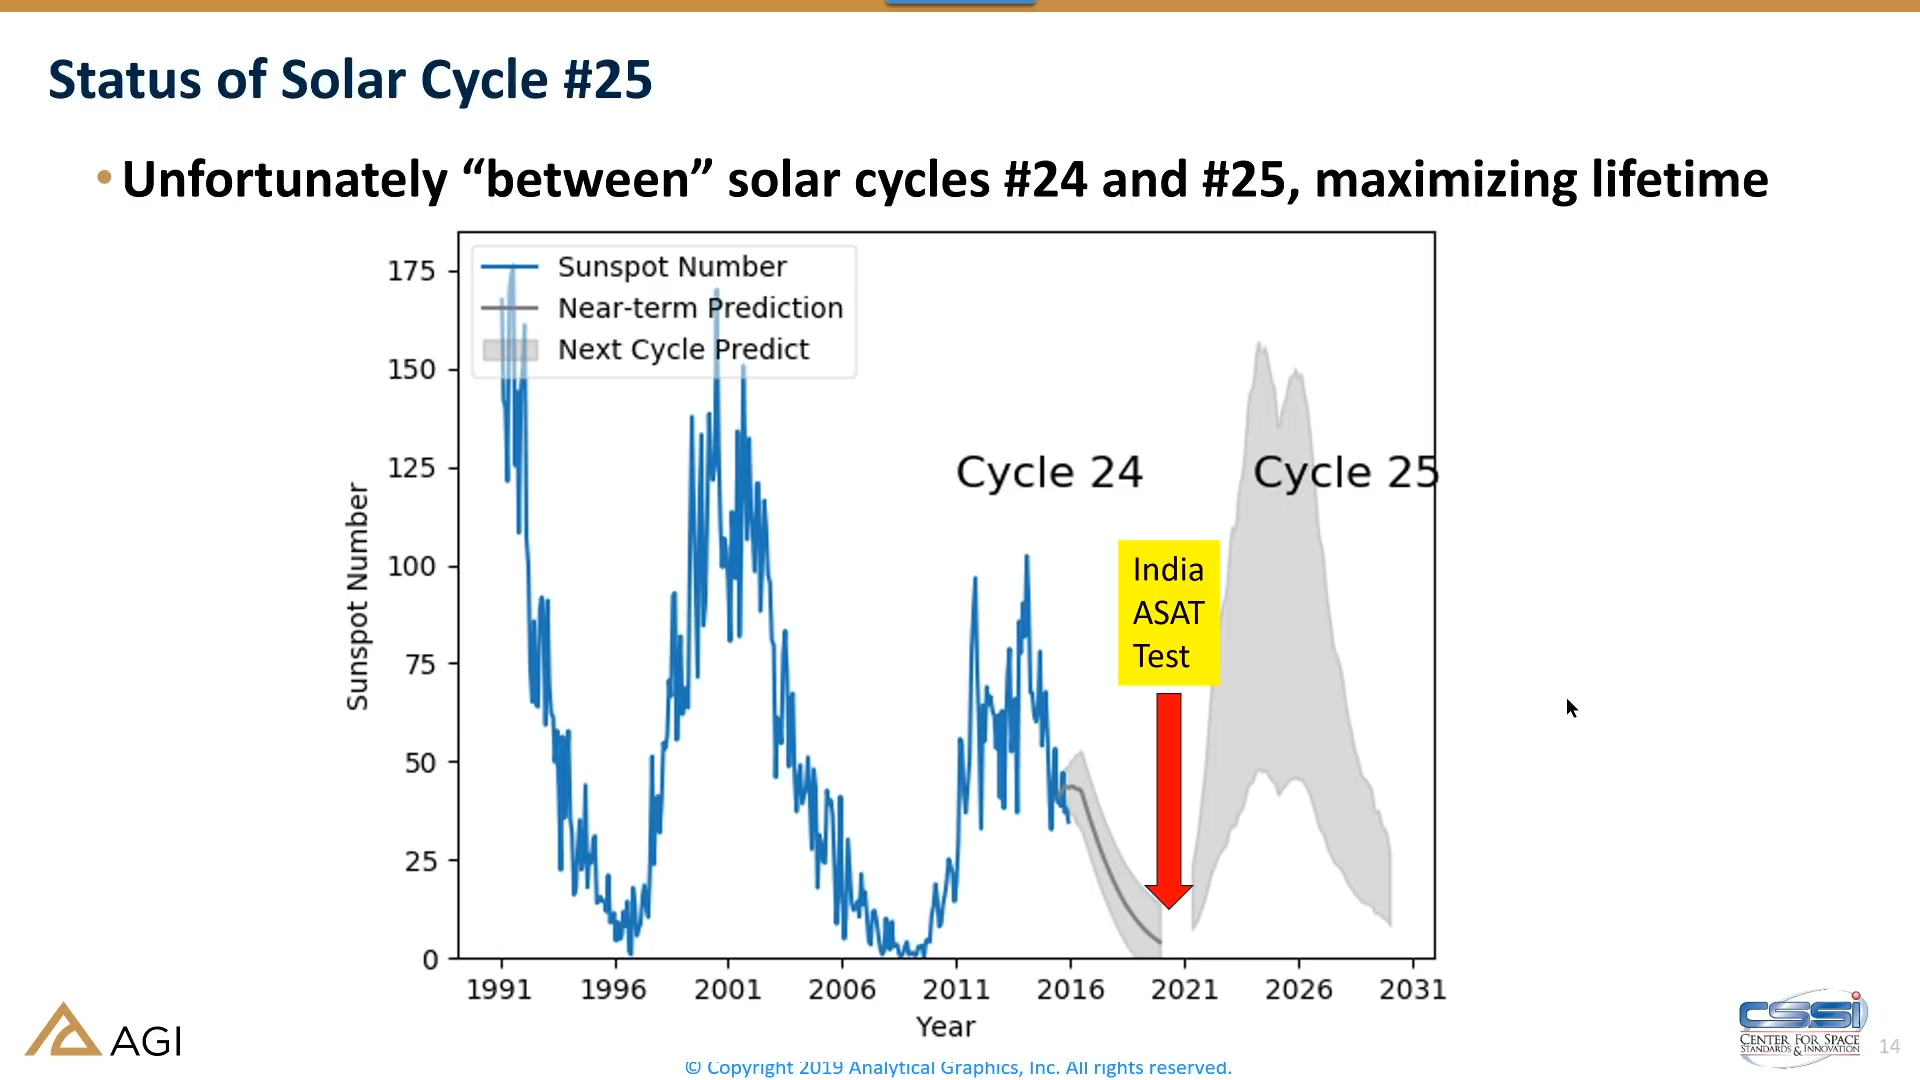 Status of Solar Cycle #25
• Unfortunately “between” solar cycles #24 and #25, maximizing lifetime
Sunspot Number
Near-term Prediction
Next Cycle Predict
175
150
125
100
75
50
25
0
Sunspot Number
Cycle 24
Cycle 25
India
ASAT
Test
1991 1996 2001 2006 2011 2016 2021 2026 2031
Year
AGI
CSSI
CENTER FOR SPACE
STANDARDS & INNOVATION
14
© Copyright 2019 Analytical Graphics, Inc. All rights reserved.